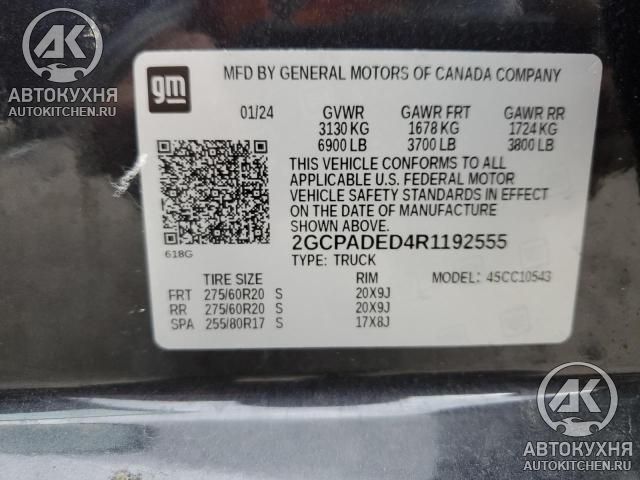 AK
АВТОКУХНЯ
AUTOKITCHEN.RU
gm
MFD BY GENERAL MOTORS OF CANADA COMPANY
01/24 GVWR GAWR FRT GAWR RR
3130 KG 1678 KG 1724 KG
6900 LB 3700 LB 3800 LB
THIS VEHICLE CONFORMS TO ALL
APPLICABLE U.S. FEDERAL MOTOR
VEHICLE SAFETY STANDARDS IN EFFECT
ON THE DATE OF MANUFACTURE
SHOWN ABOVE.
618G
2GCPADED4R1192555
TYPE: TRUCK MODEL: 45CC10543
TIRE SIZE RIM
FRT 275/60R20 S 20X9J
RR 275/60R20 S 20X9J
SPA 255/80R17 S 17X8J
AK
АВТОКУХНЯ
AUTOKITCHEN.RU